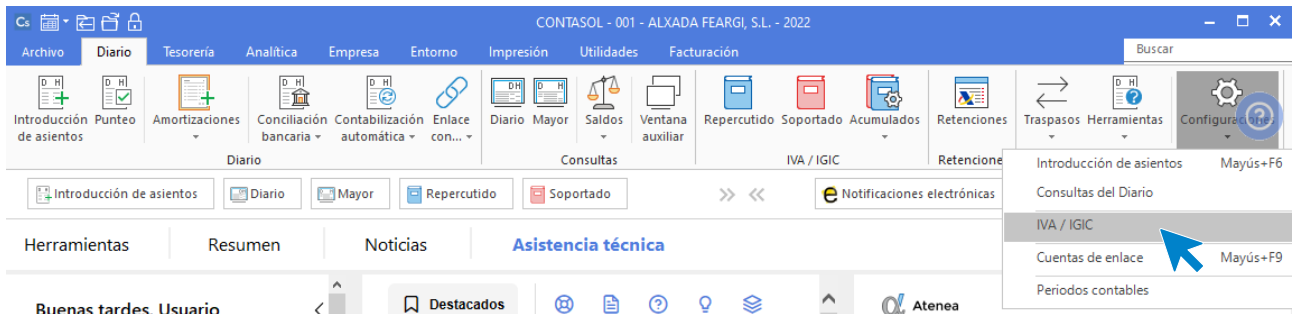 Cs
CONTASOL - 001 - ALXADA FEARGI, S.L. - 2022
Archivo Diario Tesorería Analítica Empresa Entorno Impresión Utilidades Facturación Buscar
Introducción de asientos
Punteo
Amortizaciones
Conciliación bancaria
Contabilización automática
Enlace con...
Diario
Mayor
Saldos
Ventana auxiliar
Repercutido
Soportado
Acumulados
Retenciones
Traspasos
Herramientas
Configuraciones
Diario Consultas IVA / IGIC Retencione
Introducción de asientos Diario Mayor Repercutido Soportado Notificaciones electrónicas
Introducción de asientos Mayús+F6
Consultas del Diario
IVA / IGIC
Cuentas de enlace Mayús+F9
Periodos contables
Herramientas Resumen Noticias Asistencia técnica
Buenas tardes, Usuario
Destacados
Atenea